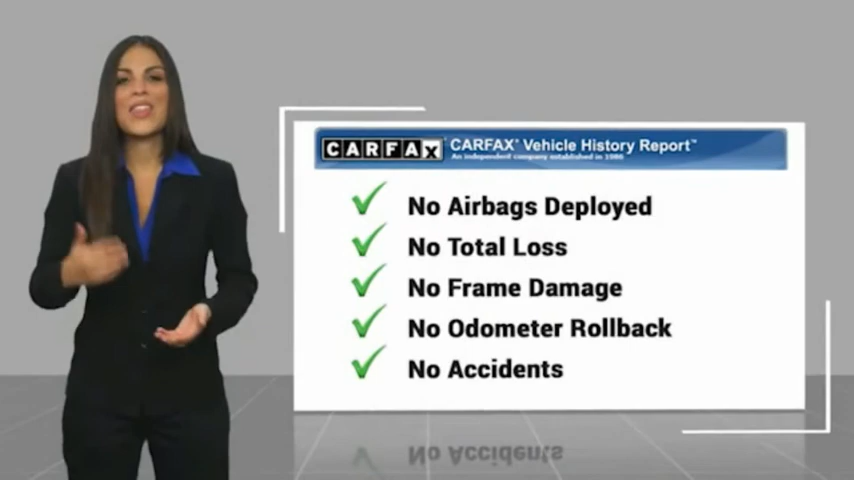 CARFAX CARFAX® Vehicle History Report™
An independent company established in 1986
No Airbags Deployed
No Total Loss
No Frame Damage
No Odometer Rollback
No Accidents
No Accidents